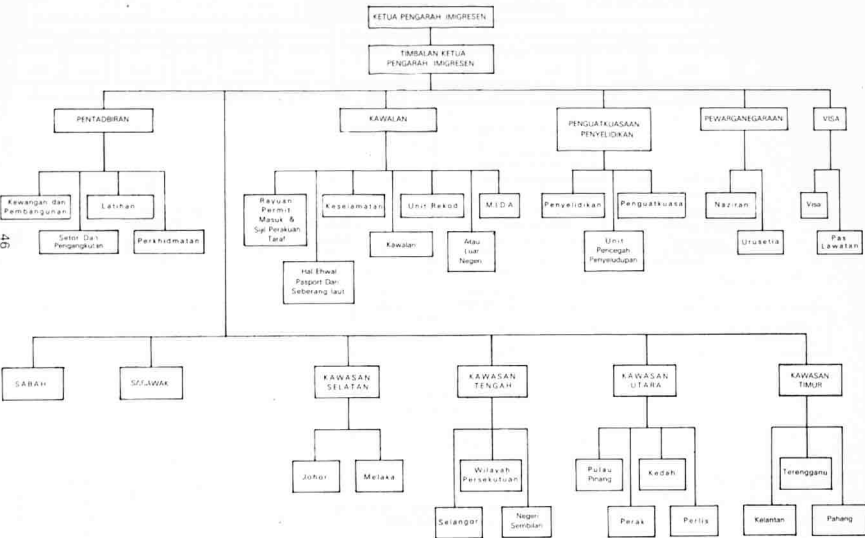 KETUA PENGARAH IMIGRESEN
TIMBALAN KETUA
PENGARAH IMIGRESEN
PENTADBIRAN
KAWALAN
PENGUATKUASAAN
PENYELIDIKAN
PEWARGANEGARAAN
VISA
Kewangan dan
Pembangunan
Setor Dan
Pengangkutan
Latihan
Perkhidmatan
Rayuan
Permit
Masuk &
Sijil Perakuan
Taraf
Hal Ehwal
Pasport Dan
Seberang laut
Keselamatan
Kawalan
Unit Rekod
Atau
Luar
Negeri
M.I.D.A
Penyelidikan
Unit
Pencegah
Penyeludupan
Penguatkuasa
Naziran
Urusetia
Visa
Pas
Lawatan
46
SABAH
KAWASAN
SELATAN
KAWASAN
TENGAH
KAWASAN
UTARA
KAWASAN
TIMUR
Johor
Melaka
Selangor
Wilayah
Persekutuan
Negeri
Sembilan
Pulau
Pinang
Perak
Kedah
Perlis
Kelantan
Terengganu
Pahang